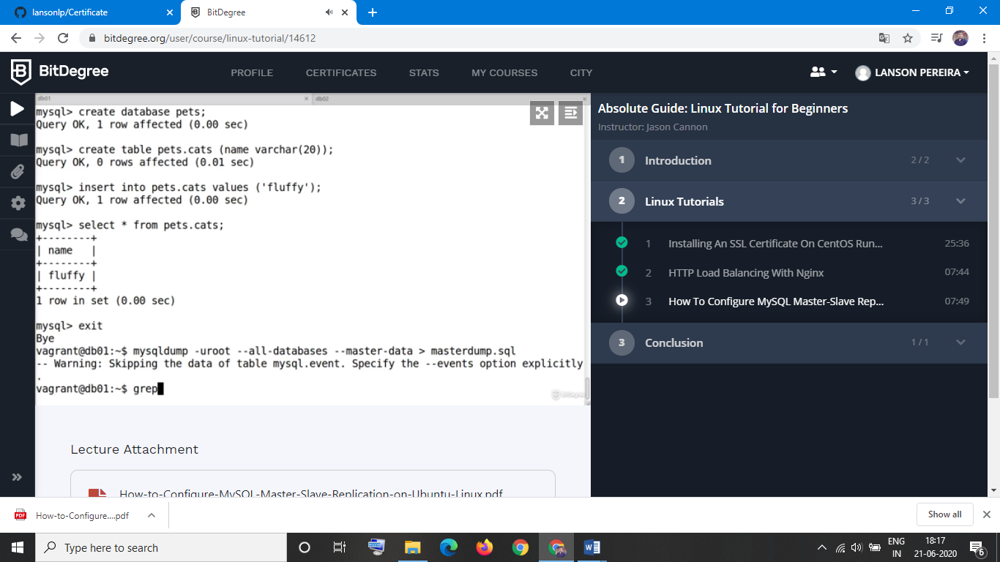 lansonlp/Certificate
BitDegree
bitdegree.org/user/course/linux-tutorial/14612
BitDegree
PROFILE
CERTIFICATES
STATS
MY COURSES
CITY
LANSON PEREIRA
db01
db02
mysql> create database pets;
Query OK, 1 row affected (0.00 sec)
mysql> create table pets.cats (name varchar(20));
Query OK, 0 rows affected (0.01 sec)
mysql> insert into pets.cats values ('fluffy');
Query OK, 1 row affected (0.00 sec)
mysql> select * from pets.cats;
+--------+
| name   |
+--------+
| fluffy |
+--------+
1 row in set (0.00 sec)
mysql> exit
Bye
vagrant@db01:~$ mysqldump -uroot --all-databases --master-data > masterdump.sql
-- Warning: Skipping the data of table mysql.event. Specify the --events option explicitly
.
vagrant@db01:~$ grep
BitDegree
Lecture Attachment
How-to-Configure-MySQL-Master-Slave-Replication-on-Ubuntu-Linux.pdf
Absolute Guide: Linux Tutorial for Beginners
Instructor: Jason Cannon
1 Introduction 2 / 2
2 Linux Tutorials 3 / 3
1 Installing An SSL Certificate On CentOS Run... 25:36
2 HTTP Load Balancing With Nginx 07:44
3 How To Configure MySQL Master-Slave Rep... 07:49
3 Conclusion 1 / 1
PDF
How-to-Configure....pdf
Show all
Type here to search
ENG
IN
18:17
21-06-2020
6